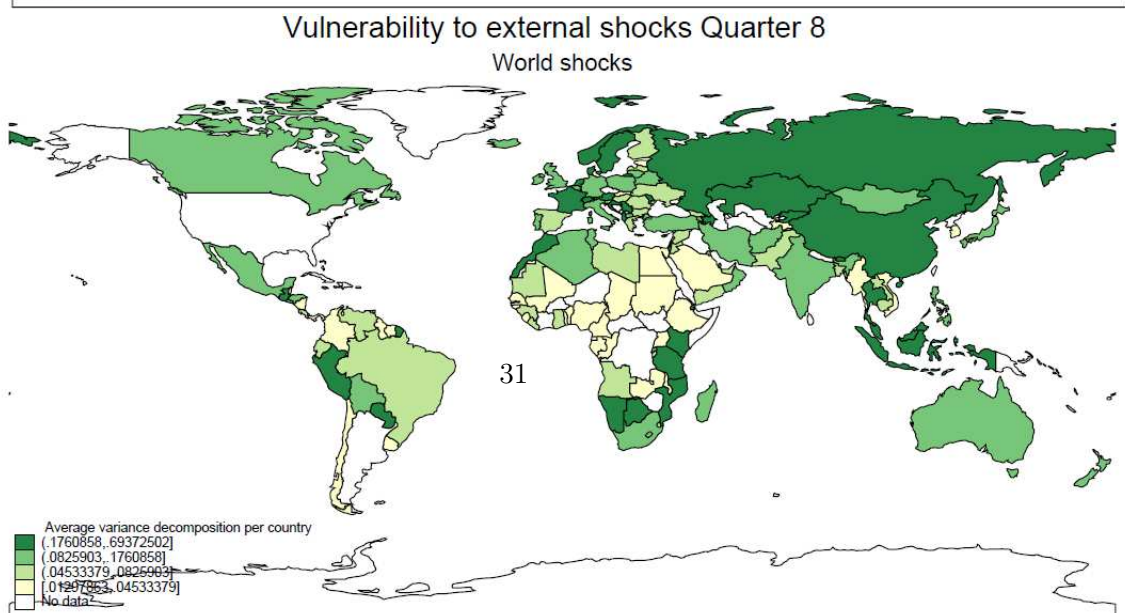 Vulnerability to external shocks Quarter 8
World shocks
31
Average variance decomposition per country
(.1760858,.69372502]
(.0825903,.1760858]
(.04533379,.0825903]
[.01297853,.04533379]
No data